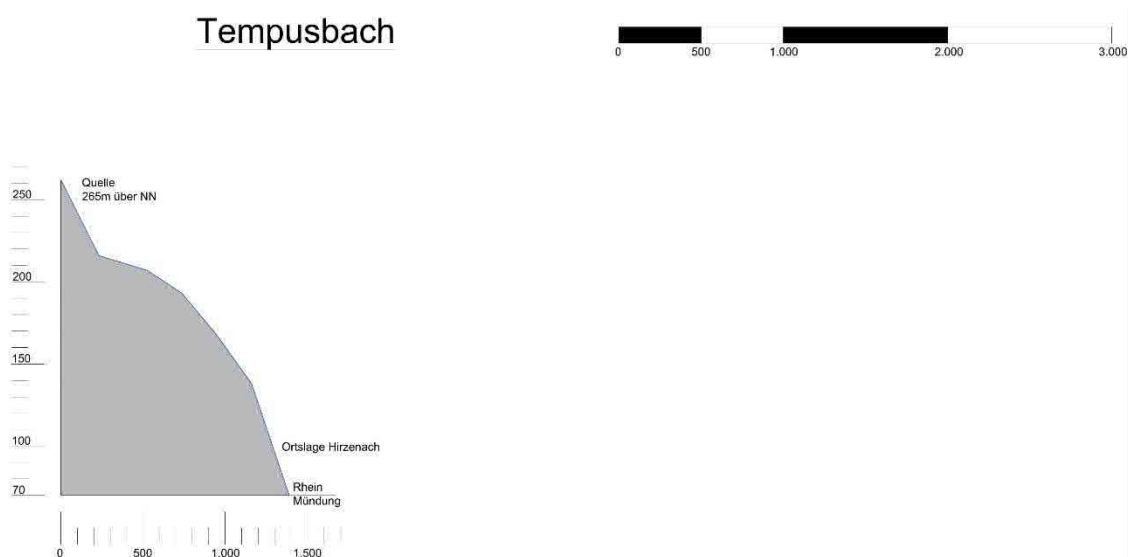 Tempusbach
0 500 1.000 2.000 3.000
Quelle
265m über NN
250
200
150
100
70
Ortslage Hirzenach
Rhein
Mündung
0 500 1.000 1.500